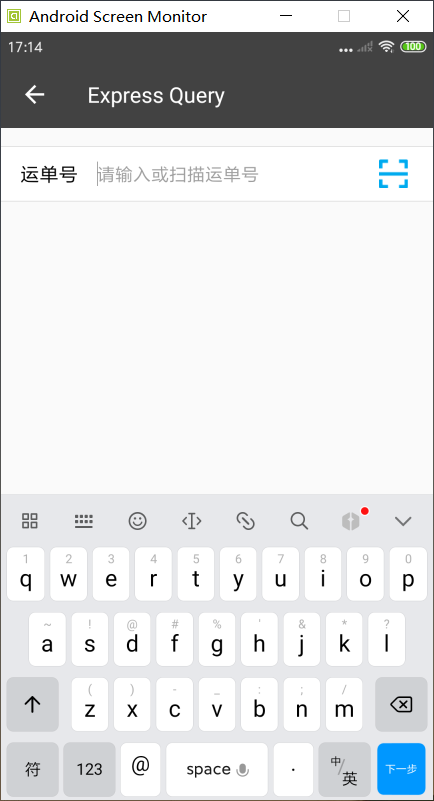 Android Screen Monitor
17:14 100
Express Query
运单号 请输入或扫描运单号
1 2 3 4 5 6 7 8 9 0
q w e r t y u i o p
~ ! @ # % ' & * ?
a s d f g h j k l
( ) - _ : ; /
z x c v b n m
符 123 @ space . 中/英 下一步